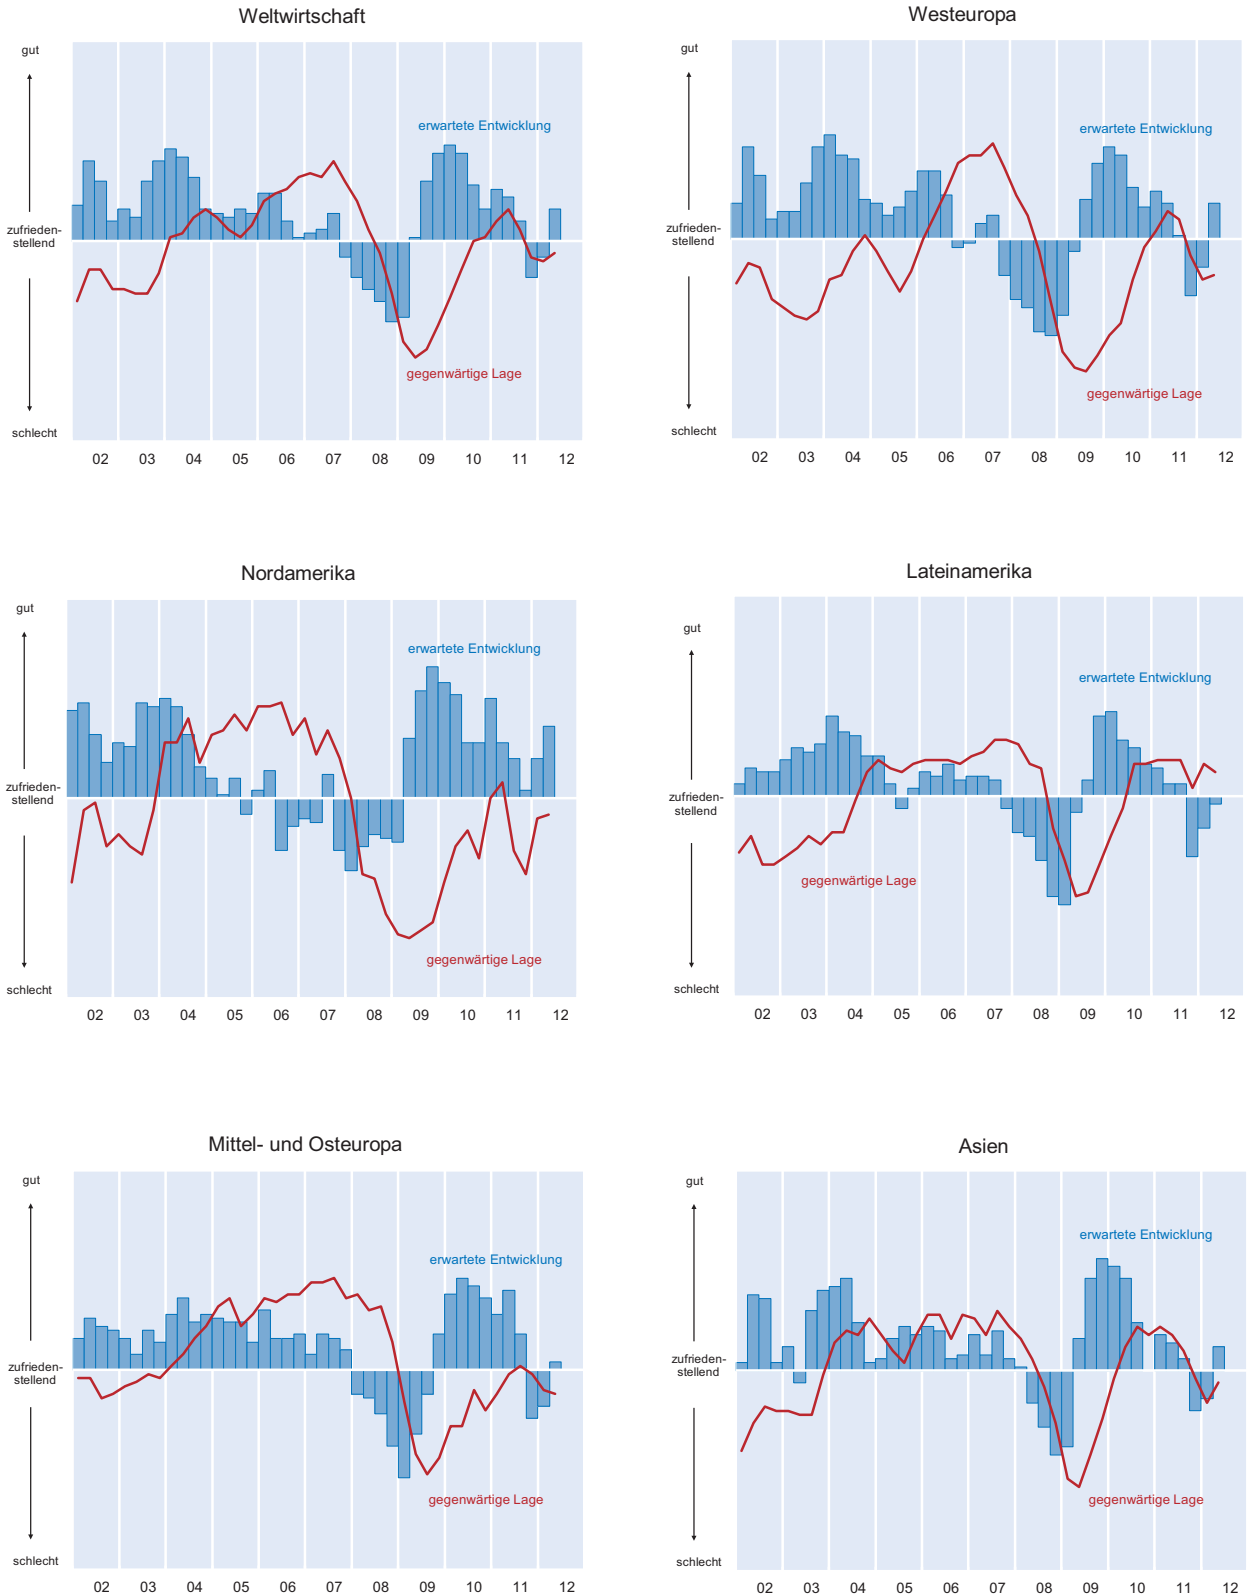 Weltwirtschaft
gut
erwartete Entwicklung
zufrieden-
stellend
gegenwärtige Lage
schlecht
02 03 04 05 06 07 08 09 10 11 12
Westeuropa
gut
erwartete Entwicklung
zufrieden-
stellend
gegenwärtige Lage
schlecht
02 03 04 05 06 07 08 09 10 11 12
Nordamerika
gut
erwartete Entwicklung
zufrieden-
stellend
gegenwärtige Lage
schlecht
02 03 04 05 06 07 08 09 10 11 12
Lateinamerika
gut
erwartete Entwicklung
zufrieden-
stellend
gegenwärtige Lage
schlecht
02 03 04 05 06 07 08 09 10 11 12
Mittel- und Osteuropa
gut
erwartete Entwicklung
zufrieden-
stellend
gegenwärtige Lage
schlecht
02 03 04 05 06 07 08 09 10 11 12
Asien
gut
erwartete Entwicklung
zufrieden-
stellend
gegenwärtige Lage
schlecht
02 03 04 05 06 07 08 09 10 11 12